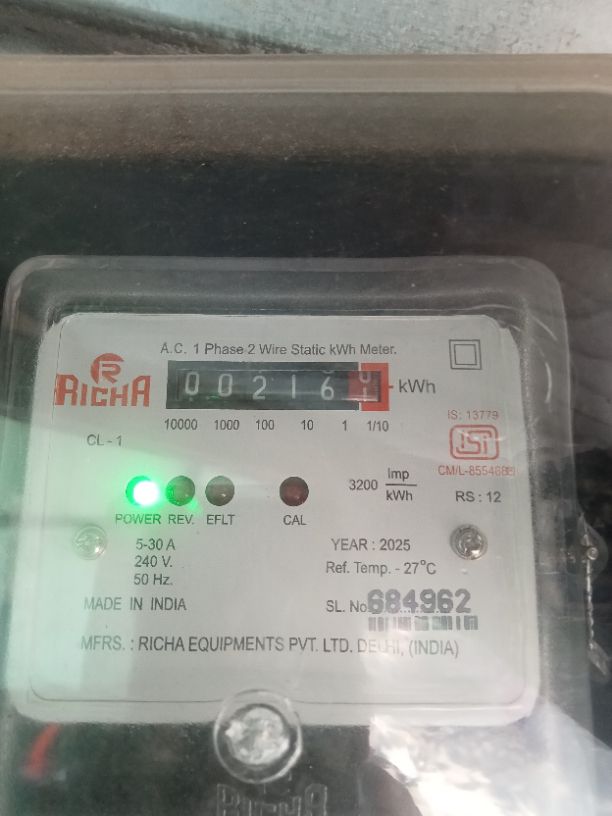 A.C. 1 Phase 2 Wire Static kWh Meter.
RICHA
00216 kWh
10000 1000 100 10 1 1/10
IS: 13779
ISI
CL-1
3200 Imp/kWh
RS : 12
POWER REV. EFLT CAL
5-30 A
240 V.
50 Hz.
YEAR : 2025
Ref. Temp. - 27°C
MADE IN INDIA
SL. No. 684962
MFRS. : RICHA EQUIPMENTS PVT. LTD. DELHI, (INDIA)
RICHA